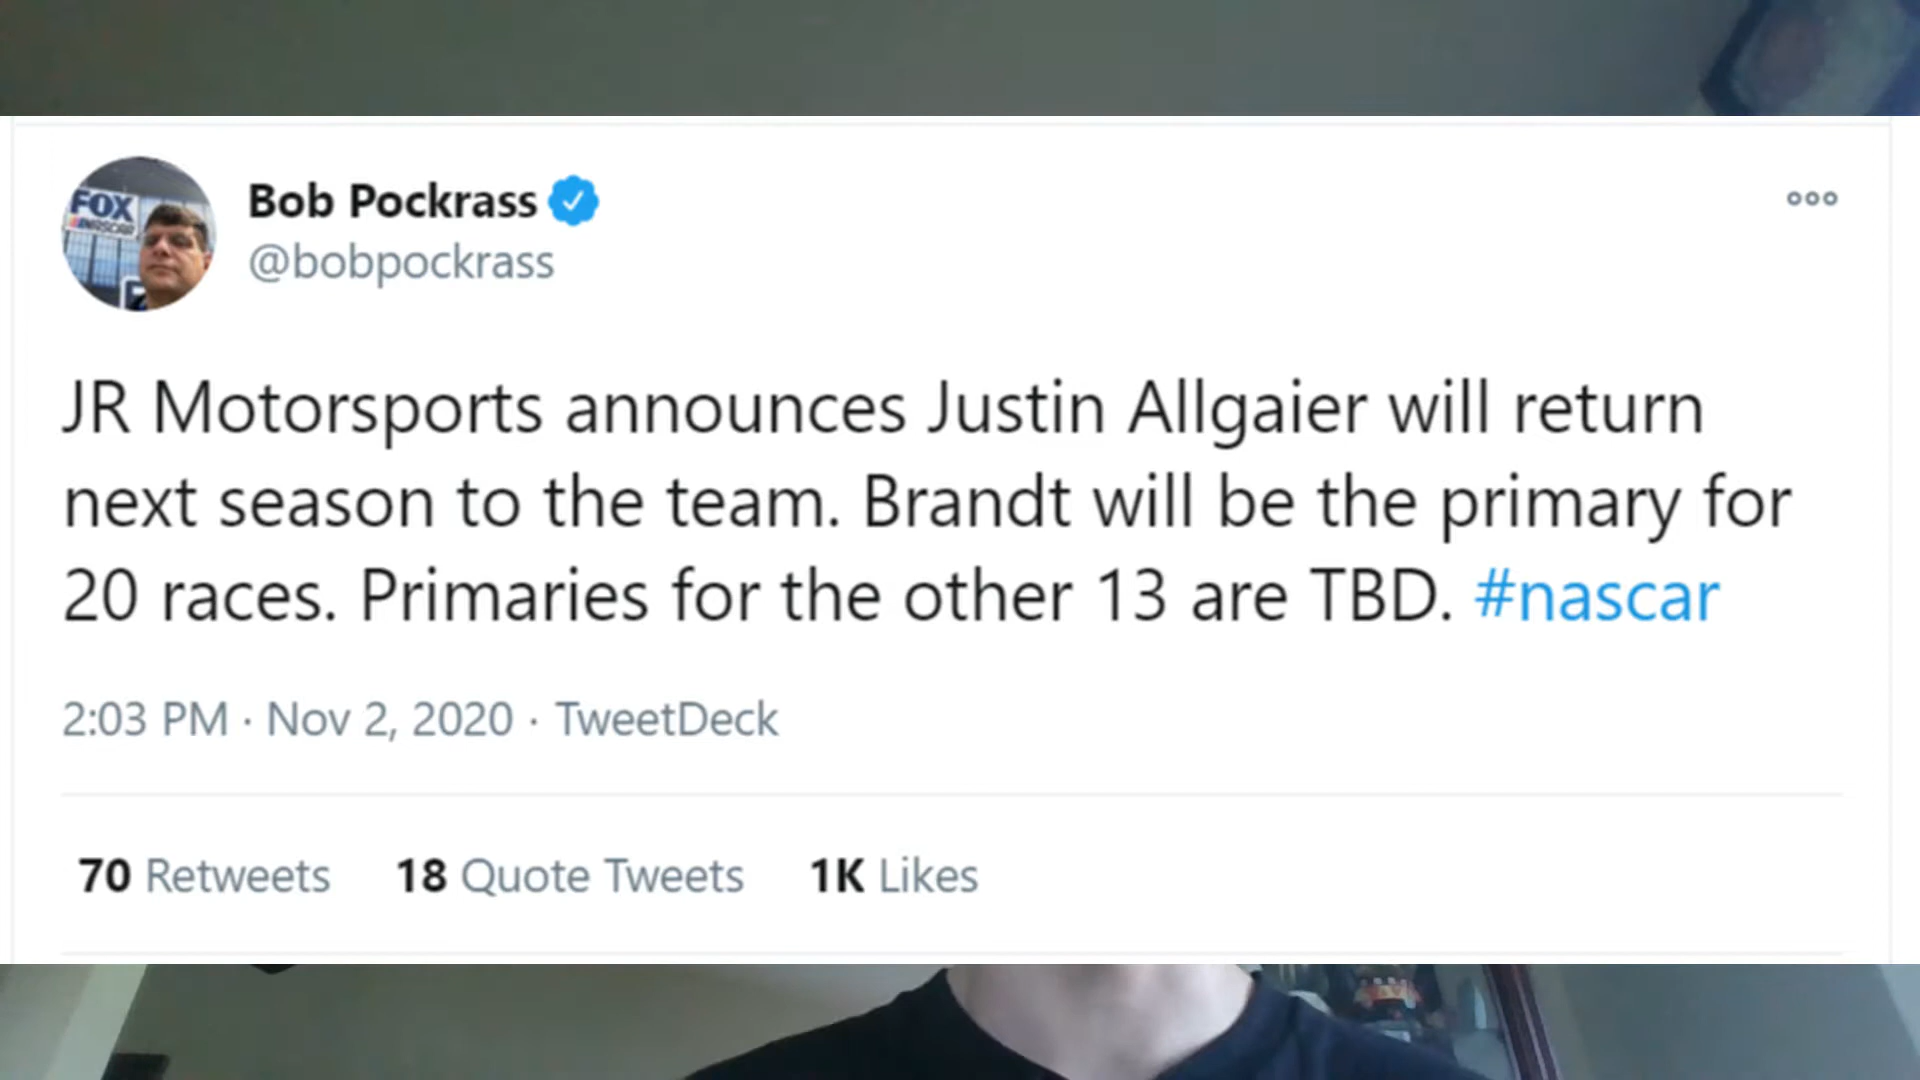 FOX
NASCAR
Bob Pockrass
@bobpockrass
JR Motorsports announces Justin Allgaier will return
next season to the team. Brandt will be the primary for
20 races. Primaries for the other 13 are TBD. #nascar
2:03 PM · Nov 2, 2020 · TweetDeck
70 Retweets 18 Quote Tweets 1K Likes